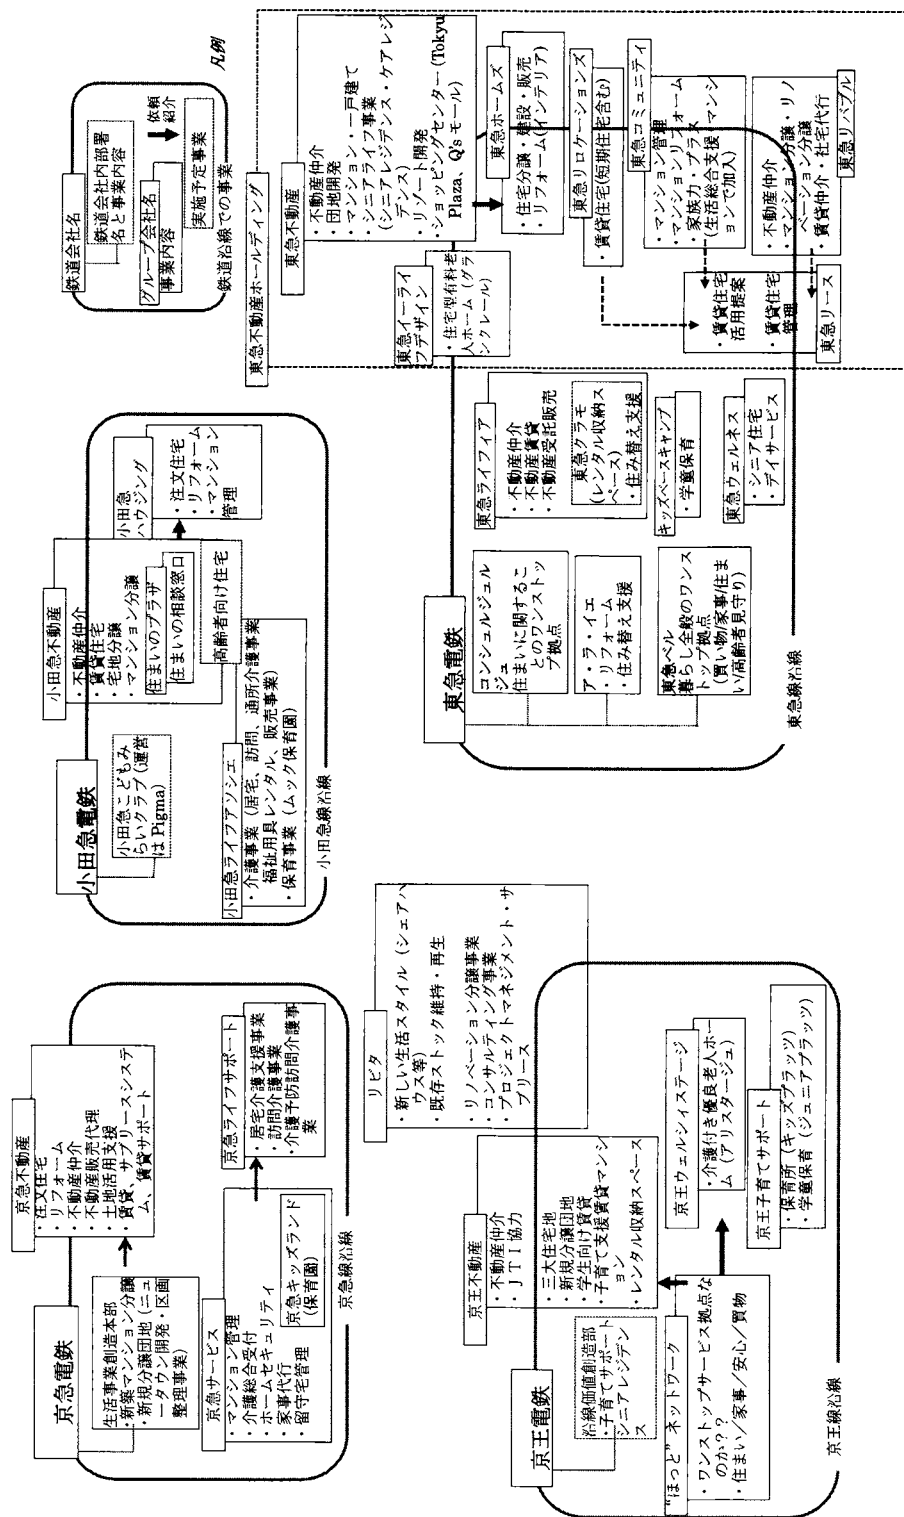 京急電鉄
生活事業創造本部
・新築マンション分譲
・新規分譲団地(ニュ
ータウン開発・区画
整理事業)
京急不動産
・注文住宅
・リフォーム
・不動産仲介
・不動産販売代理
・土地活用支援
・賃貸、サブリースシステ
ム、賃貸サポート
京急サービス
・マンション管理
・介護総合受付
・ホームセキュリティ
・家事代行
・留守宅管理
京急キッズランド
(保育園)
京急ライフサポート
・居宅介護支援事業
・訪問介護事業
・介護予防訪問介護事
業
京急線沿線
小田急電鉄
小田急こどもみ
らいクラブ(運営
はPigma)
小田急不動産
・不動産仲介
・賃貸住宅
・宅地分譲
・マンション分譲
住まいのプラザ
住まいの相談窓口
高齢者向け住宅
小田急
ハウジング
・注文住宅
・リフォーム
・マンション
管理
小田急ライフアソシエ
・介護事業(居宅、訪問、通所介護事業
福祉用具レンタル、販売事業)
・保育事業(ムック保育園)
小田急線沿線
鉄道会社名
鉄道会社内部署
名と事業内容
グループ会社名
事業内容
依頼
紹介
実施予定事業
鉄道沿線での事業
凡例
京王電鉄
沿線価値創造部
・子育てサポート
シニアレジデン
ス
京王不動産
・不動産仲介
・JTI協力
・三大住宅地
・新規分譲団地
・学生向け賃貸
・子育て支援賃貸マンシ
ョン
・レンタル収納スペース
リビタ
・新しい生活スタイル(シェアハ
ウス等)
・既存ストック維持・再生
・リノベーション分譲事業
・コンサルティング事業
・プロジェクトマネジメント・サ
ブリース
"ほっと"ネットワーク
・ワンストップサービス拠点な
のか??
・住まい/家事/安心/買物
京王ウェルシィステージ
・介護付き優良老人ホー
ム(アリスタージュ)
京王子育てサポート
・保育所(キッズプラッツ)
・学童保育(ジュニアプラッツ)
京王線沿線
東急電鉄
コンシュルジュルジ
ジュ
住まいに関するこ
とのワンストッ
プ拠点
ア・ラ・イエ
・リフォーム
・住み替え支援
東急ベル
暮らし全般のワンス
トップ拠点
(買い物/家事/住ま
い/高齢者見守り)
東急ライフィア
・不動産仲介
・不動産賃貸
・不動産受託販売
東急クラモ
(レンタル収納ス
ペース)
・住み替え支援
キッズベースキャンプ
・学童保育
東急ウェルネス
・シニア住宅
・デイサービス
東急線沿線
東急不動産ホールディング
東急不動産
・不動産仲介
・団地開発
・マンション・一戸建て
・シニアライフ事業
(シニアレジデンス・ケアレジ
デンス)
・リゾート開発
・ショッピングセンター(Tokyu
Plaza、Q'sモール)
東急イーライ
フデザイン
・住宅型有料老
人ホーム(グラ
ンクレール)
東急ホームズ
・住宅分譲・建設・販売
・リフォーム(インテリア)
東急リロケーションズ
・賃貸住宅(短期住宅含む)
東急コミュニティ
・マンション管理
・マンションリフォーム
・家族力・プラス
(生活総合支援・マンシ
ョンで加入)
・賃貸住宅
活用提案
・賃貸住宅
管理
東急リース
・不動産仲介
・マンション分譲・リノ
ベーション分譲
・賃貸仲介・社宅代行
東急リバブル